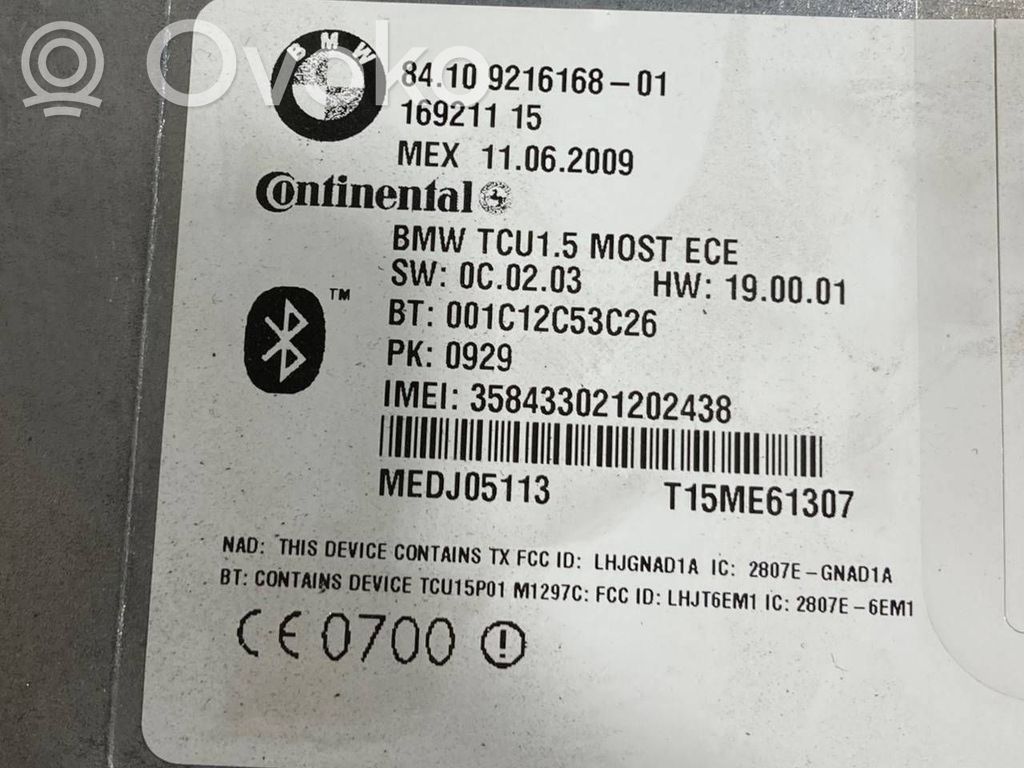 Ovoko
BMW
84.10 9216168-01
169211 15
MEX 11.06.2009
Continental
BMW TCU1.5 MOST ECE
SW: 0C.02.03 HW: 19.00.01
TM
BT: 001C12C53C26
PK: 0929
IMEI: 358433021202438
MEDJ05113 T15ME61307
NAD: THIS DEVICE CONTAINS TX FCC ID: LHJGNAD1A IC: 2807E-GNAD1A
BT: CONTAINS DEVICE TCU15P01 M1297C: FCC ID: LHJT6EM1 IC: 2807E-6EM1
CE 0700 !